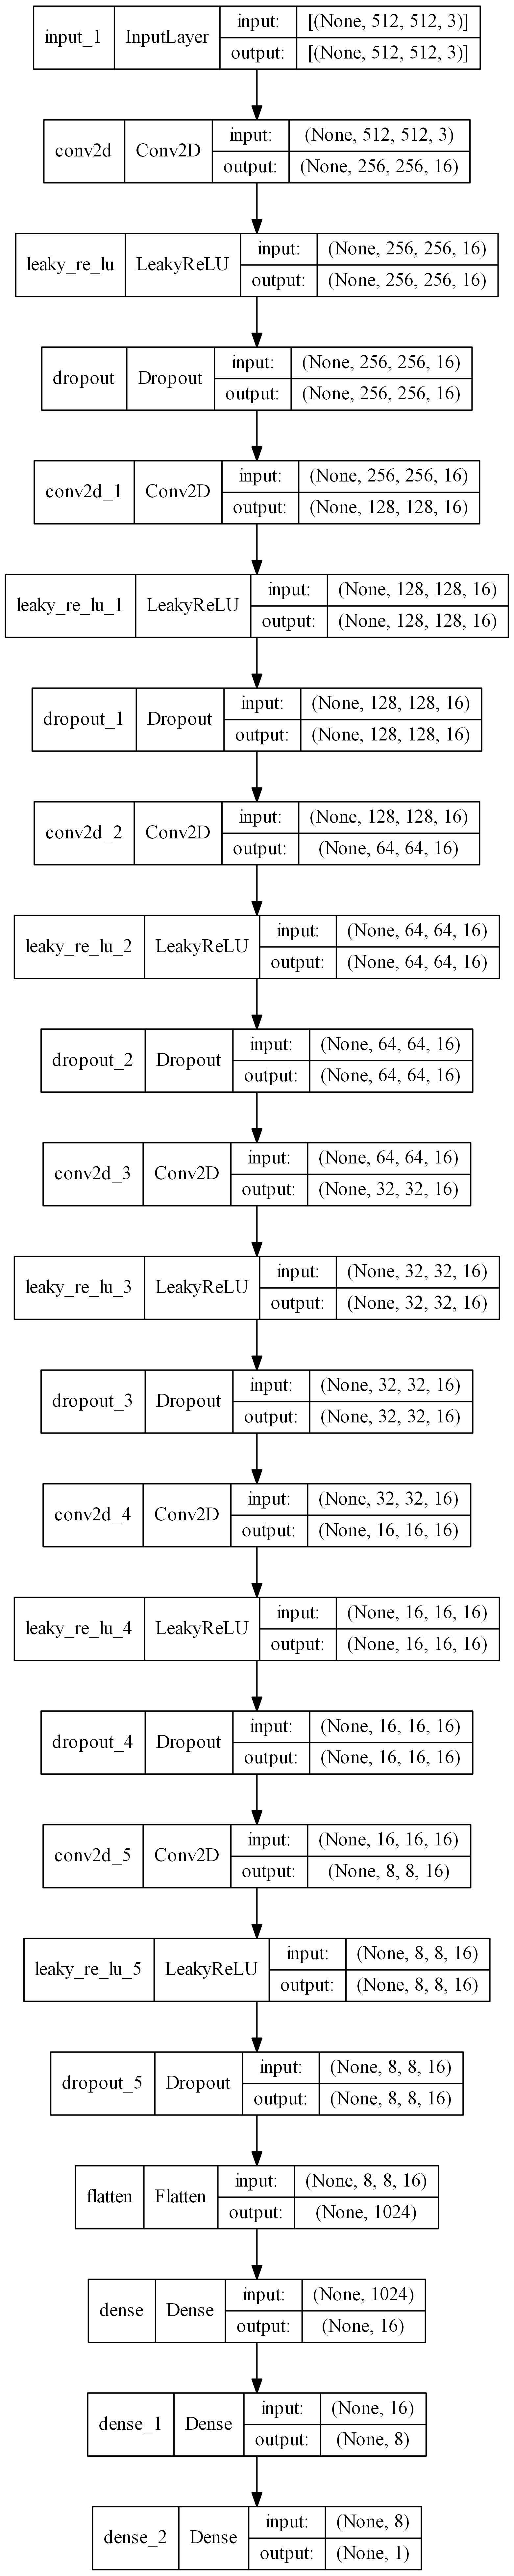 input_1 InputLayer input: [(None, 512, 512, 3)]
output: [(None, 512, 512, 3)]
conv2d Conv2D input: (None, 512, 512, 3)
output: (None, 256, 256, 16)
leaky_re_lu LeakyReLU input: (None, 256, 256, 16)
output: (None, 256, 256, 16)
dropout Dropout input: (None, 256, 256, 16)
output: (None, 256, 256, 16)
conv2d_1 Conv2D input: (None, 256, 256, 16)
output: (None, 128, 128, 16)
leaky_re_lu_1 LeakyReLU input: (None, 128, 128, 16)
output: (None, 128, 128, 16)
dropout_1 Dropout input: (None, 128, 128, 16)
output: (None, 128, 128, 16)
conv2d_2 Conv2D input: (None, 128, 128, 16)
output: (None, 64, 64, 16)
leaky_re_lu_2 LeakyReLU input: (None, 64, 64, 16)
output: (None, 64, 64, 16)
dropout_2 Dropout input: (None, 64, 64, 16)
output: (None, 64, 64, 16)
conv2d_3 Conv2D input: (None, 64, 64, 16)
output: (None, 32, 32, 16)
leaky_re_lu_3 LeakyReLU input: (None, 32, 32, 16)
output: (None, 32, 32, 16)
dropout_3 Dropout input: (None, 32, 32, 16)
output: (None, 32, 32, 16)
conv2d_4 Conv2D input: (None, 32, 32, 16)
output: (None, 16, 16, 16)
leaky_re_lu_4 LeakyReLU input: (None, 16, 16, 16)
output: (None, 16, 16, 16)
dropout_4 Dropout input: (None, 16, 16, 16)
output: (None, 16, 16, 16)
conv2d_5 Conv2D input: (None, 16, 16, 16)
output: (None, 8, 8, 16)
leaky_re_lu_5 LeakyReLU input: (None, 8, 8, 16)
output: (None, 8, 8, 16)
dropout_5 Dropout input: (None, 8, 8, 16)
output: (None, 8, 8, 16)
flatten Flatten input: (None, 8, 8, 16)
output: (None, 1024)
dense Dense input: (None, 1024)
output: (None, 16)
dense_1 Dense input: (None, 16)
output: (None, 8)
dense_2 Dense input: (None, 8)
output: (None, 1)